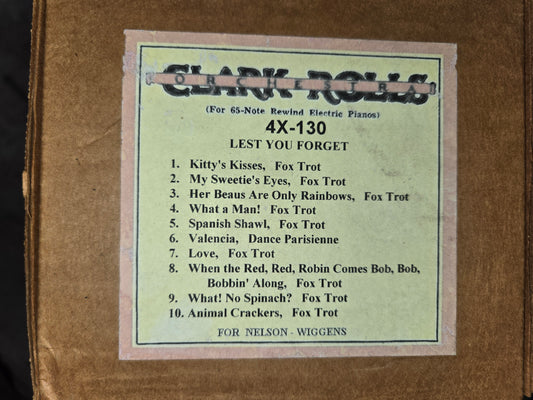 CLARK ROLLS
ORCHESTRA
(For 65-Note Rewind Electric Pianos)
4X-130
LEST YOU FORGET
1. Kitty's Kisses, Fox Trot
2. My Sweetie's Eyes, Fox Trot
3. Her Beaus Are Only Rainbows, Fox Trot
4. What a Man! Fox Trot
5. Spanish Shawl, Fox Trot
6. Valencia, Dance Parisienne
7. Love, Fox Trot
8. When the Red, Red, Robin Comes Bob, Bob,
Bobbin' Along, Fox Trot
9. What! No Spinach? Fox Trot
10. Animal Crackers, Fox Trot
FOR NELSON - WIGGENS